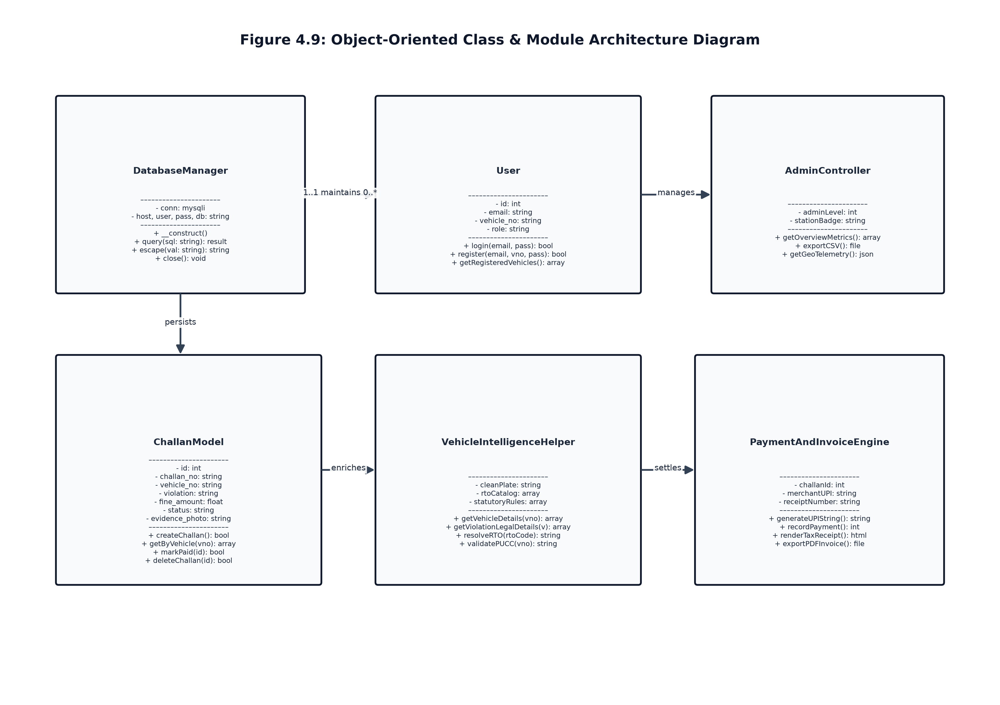 Figure 4.9: Object-Oriented Class & Module Architecture Diagram
DatabaseManager
----------------------
- conn: mysqli
- host, user, pass, db: string
----------------------
+ __construct()
+ query(sql: string): result
+ escape(val: string): string
+ close(): void
1..1 maintains 0..*
User
----------------------
- id: int
- email: string
- vehicle_no: string
- role: string
----------------------
+ login(email, pass): bool
+ register(email, vno, pass): bool
+ getRegisteredVehicles(): array
manages
AdminController
----------------------
- adminLevel: int
- stationBadge: string
----------------------
+ getOverviewMetrics(): array
+ exportCSV(): file
+ getGeoTelemetry(): json
persists
ChallanModel
----------------------
- id: int
- challan_no: string
- vehicle_no: string
- violation: string
- fine_amount: float
- status: string
- evidence_photo: string
----------------------
+ createChallan(): bool
+ getByVehicle(vno): array
+ markPaid(id): bool
+ deleteChallan(id): bool
enriches
VehicleIntelligenceHelper
----------------------
- cleanPlate: string
- rtoCatalog: array
- statutoryRules: array
----------------------
+ getVehicleDetails(vno): array
+ getViolationLegalDetails(v): array
+ resolveRTO(rtoCode): string
+ validatePUCC(vno): string
settles
PaymentAndInvoiceEngine
----------------------
- challanId: int
- merchantUPI: string
- receiptNumber: string
----------------------
+ generateUPIString(): string
+ recordPayment(): int
+ renderTaxReceipt(): html
+ exportPDFInvoice(): file